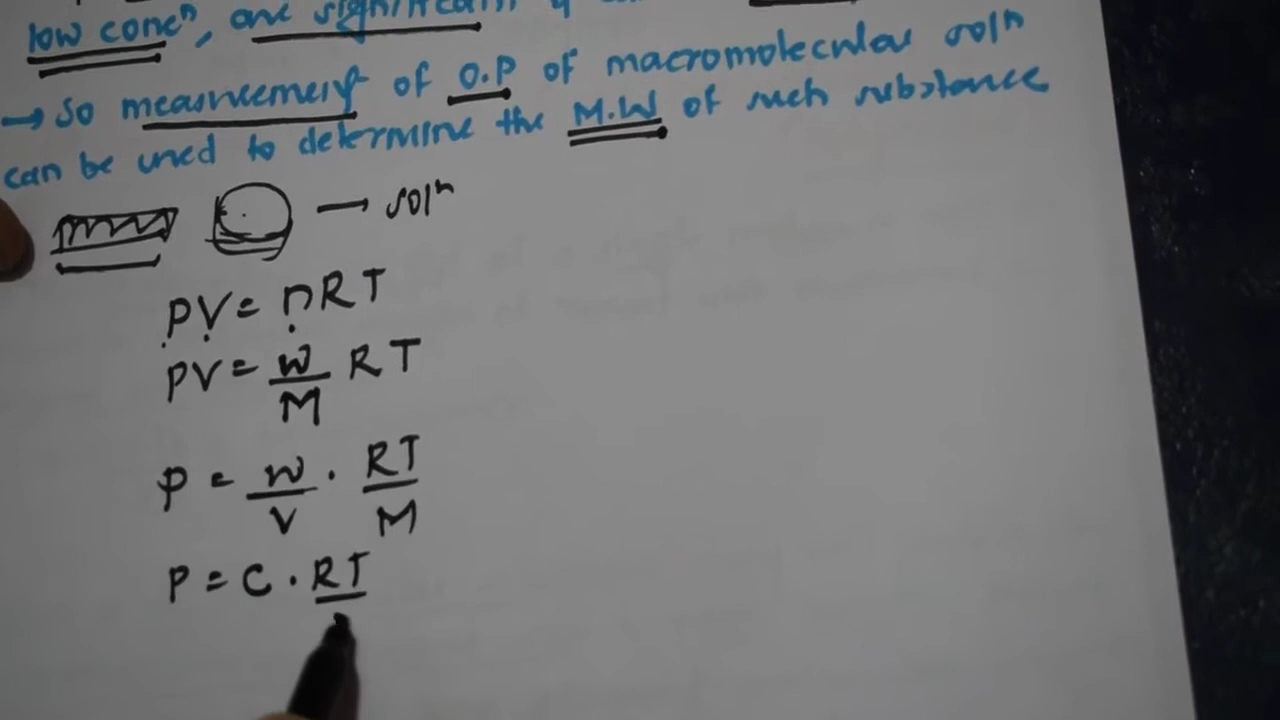 low concⁿ, are significant
→ so measurement of O.P of macromolecular solⁿ
can be used to determine the M.W of such substance
→ solⁿ
PV = nRT
PV = W/M RT
P = W/V . RT/M
P = C . RT